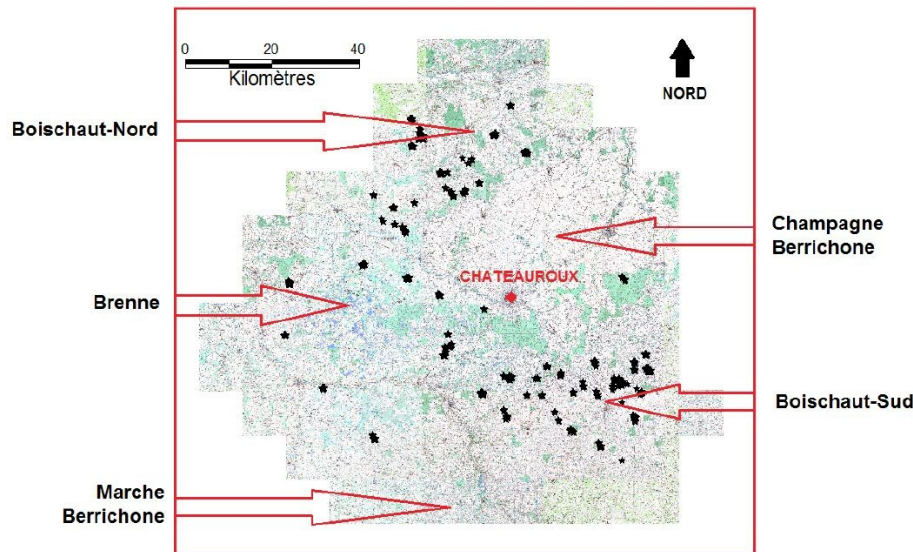 0 20 40
Kilomètres
NORD
Boischaut-Nord
Champagne
Berrichone
CHATEAUROUX
Brenne
Boischaut-Sud
Marche
Berrichone